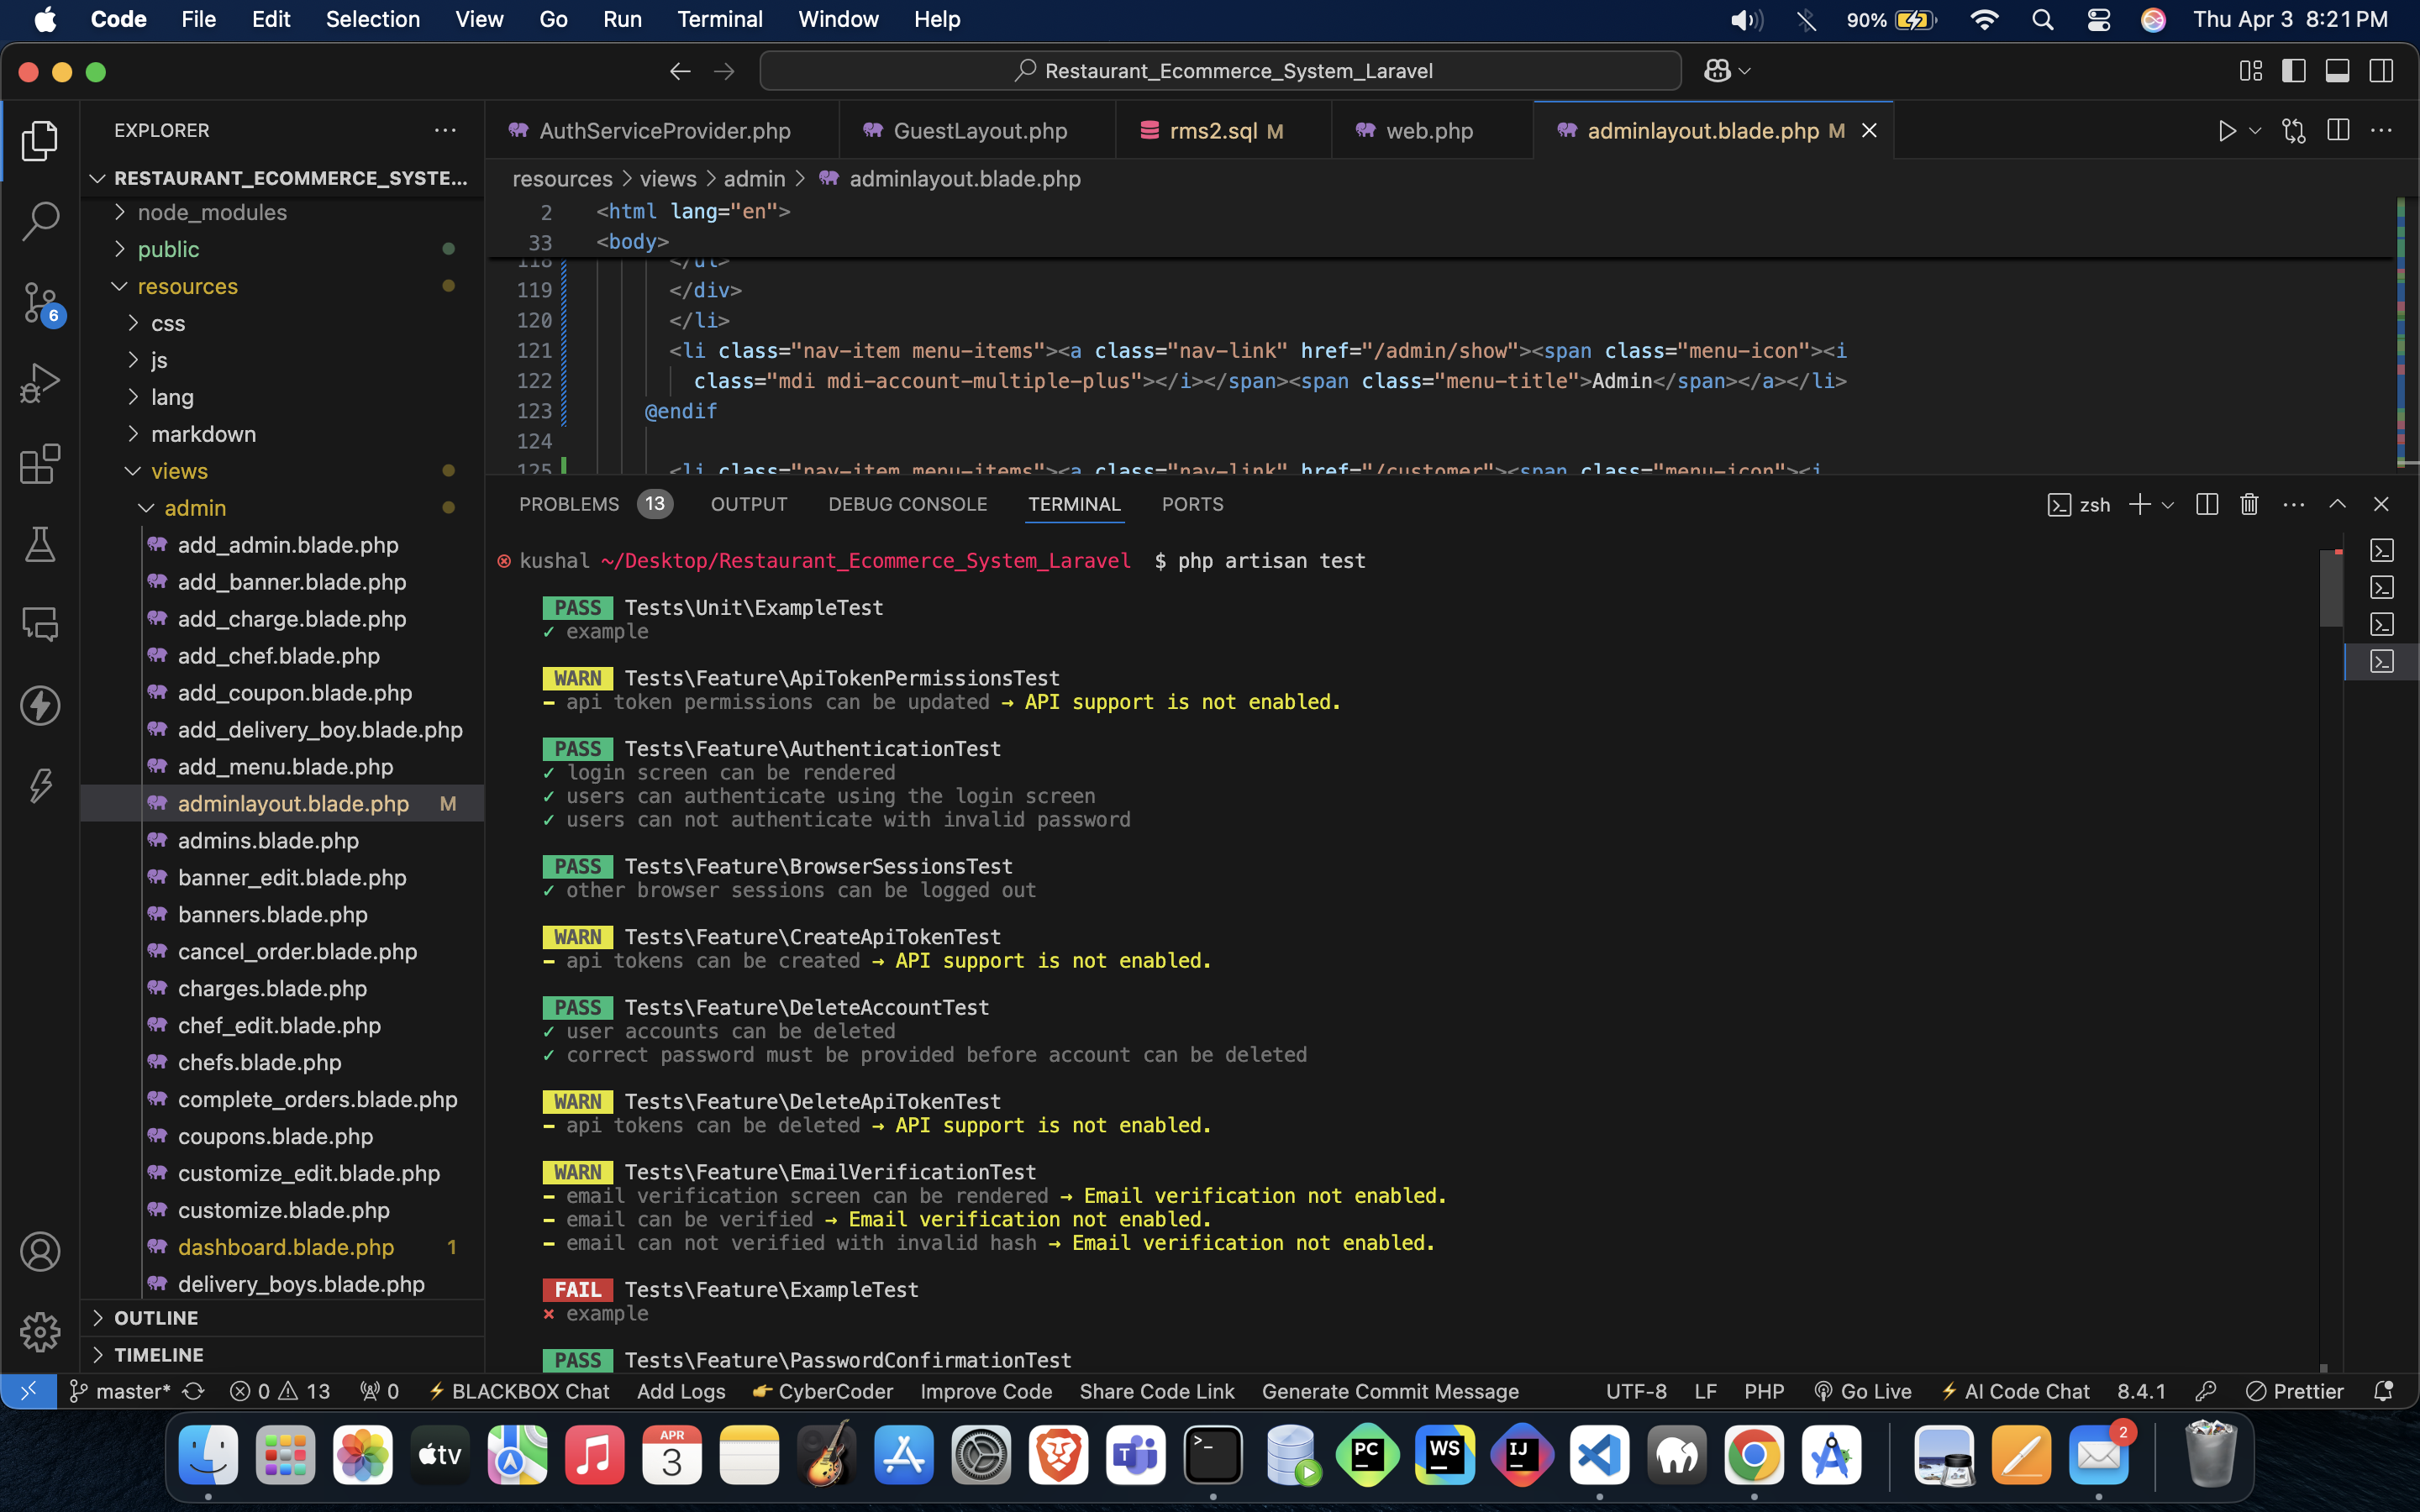 Code File Edit Selection View Go Run Terminal Window Help 90% Thu Apr 3 8:21 PM
Restaurant_Ecommerce_System_Laravel
EXPLORER
AuthServiceProvider.php GuestLayout.php rms2.sql M web.php adminlayout.blade.php M
RESTAURANT_ECOMMERCE_SYSTE...
node_modules
public
resources
css
js
lang
markdown
views
admin
add_admin.blade.php
add_banner.blade.php
add_charge.blade.php
add_chef.blade.php
add_coupon.blade.php
add_delivery_boy.blade.php
add_menu.blade.php
adminlayout.blade.php M
admins.blade.php
banner_edit.blade.php
banners.blade.php
cancel_order.blade.php
charges.blade.php
chef_edit.blade.php
chefs.blade.php
complete_orders.blade.php
coupons.blade.php
customize_edit.blade.php
customize.blade.php
dashboard.blade.php 1
delivery_boys.blade.php
OUTLINE
TIMELINE
6
resources > views > admin > adminlayout.blade.php
2 <html lang="en">
33 <body>
118 </ul>
119 </div>
120 </li>
121 <li class="nav-item menu-items"><a class="nav-link" href="/admin/show"><span class="menu-icon"><i
122 class="mdi mdi-account-multiple-plus"></i></span><span class="menu-title">Admin</span></a></li>
123 @endif
124
125 <li class="nav-item menu-items"><a class="nav-link" href="/customer"><span class="menu-icon"><i
PROBLEMS 13 OUTPUT DEBUG CONSOLE TERMINAL PORTS zsh
kushal ~/Desktop/Restaurant_Ecommerce_System_Laravel $ php artisan test
PASS Tests\Unit\ExampleTest
✓ example
WARN Tests\Feature\ApiTokenPermissionsTest
- api token permissions can be updated → API support is not enabled.
PASS Tests\Feature\AuthenticationTest
✓ login screen can be rendered
✓ users can authenticate using the login screen
✓ users can not authenticate with invalid password
PASS Tests\Feature\BrowserSessionsTest
✓ other browser sessions can be logged out
WARN Tests\Feature\CreateApiTokenTest
- api tokens can be created → API support is not enabled.
PASS Tests\Feature\DeleteAccountTest
✓ user accounts can be deleted
✓ correct password must be provided before account can be deleted
WARN Tests\Feature\DeleteApiTokenTest
- api tokens can be deleted → API support is not enabled.
WARN Tests\Feature\EmailVerificationTest
- email verification screen can be rendered → Email verification not enabled.
- email can be verified → Email verification not enabled.
- email can not verified with invalid hash → Email verification not enabled.
FAIL Tests\Feature\ExampleTest
× example
PASS Tests\Feature\PasswordConfirmationTest
master* 0 13 0 BLACKBOX Chat Add Logs CyberCoder Improve Code Share Code Link Generate Commit Message UTF-8 LF PHP Go Live AI Code Chat 8.4.1 Prettier
tv APR 3 T >_ PC WS IJ 2